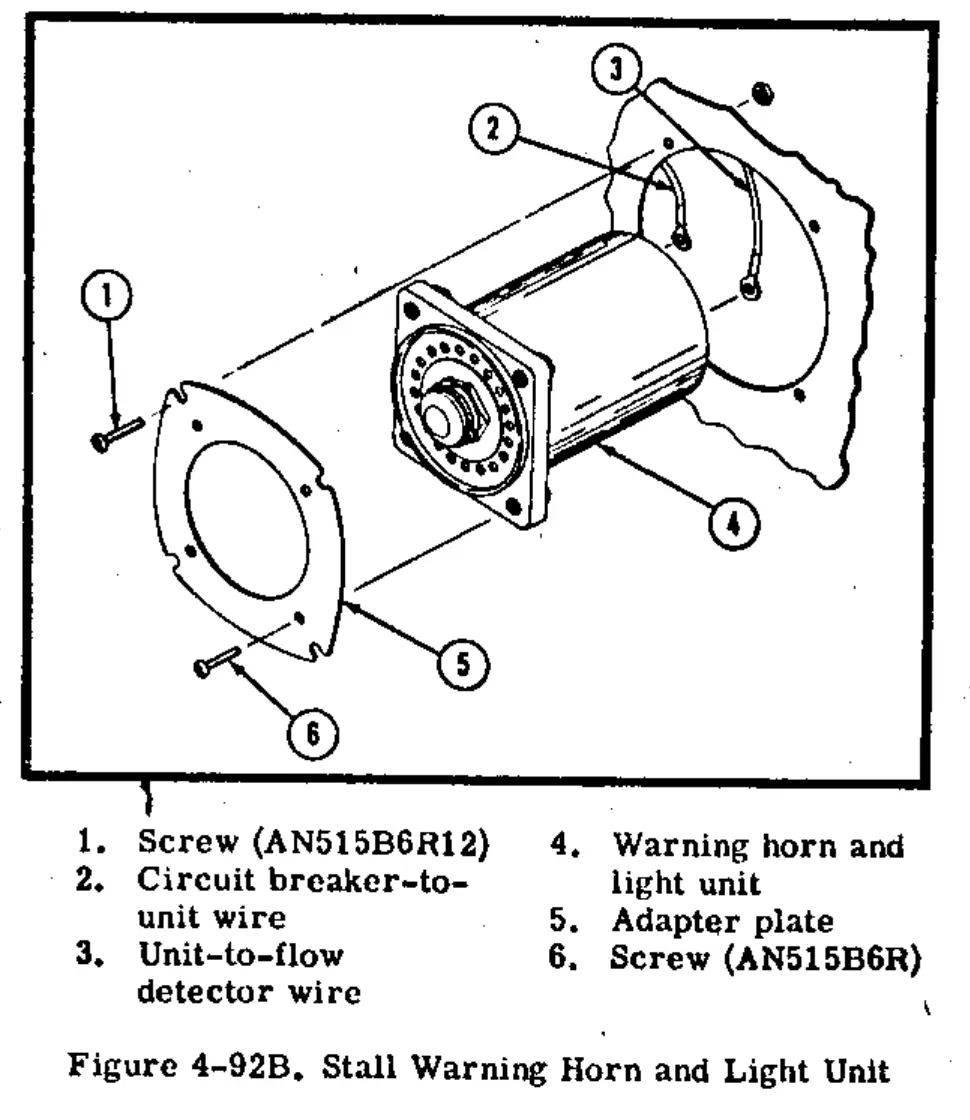 3
2
1
4
5
6
1. Screw (AN515B6R12)
2. Circuit breaker-to-
unit wire
3. Unit-to-flow
detector wire
4. Warning horn and
light unit
5. Adapter plate
6. Screw (AN515B6R)
Figure 4-92B. Stall Warning Horn and Light Unit